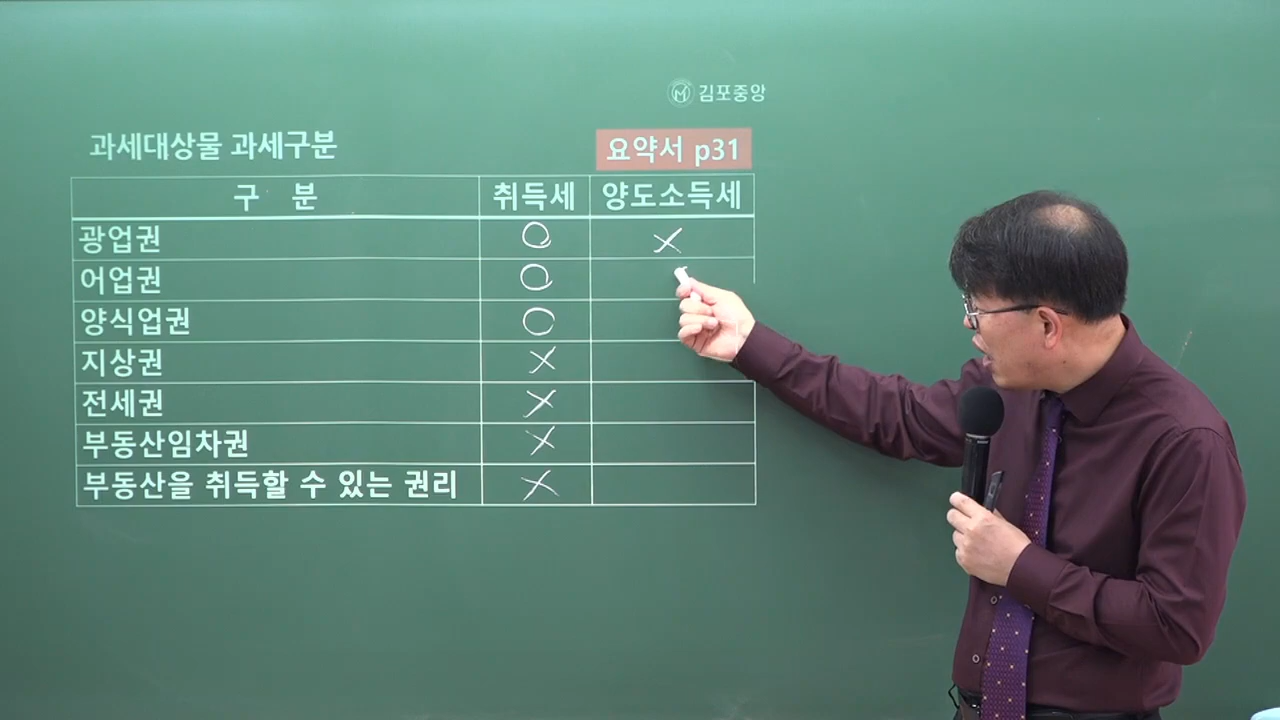 김포중앙
과세대상물 과세구분 요약서 p31
구 분 취득세 양도소득세
광업권 O X
어업권 O
양식업권 O
지상권 X
전세권 X
부동산임차권 X
부동산을 취득할 수 있는 권리 X